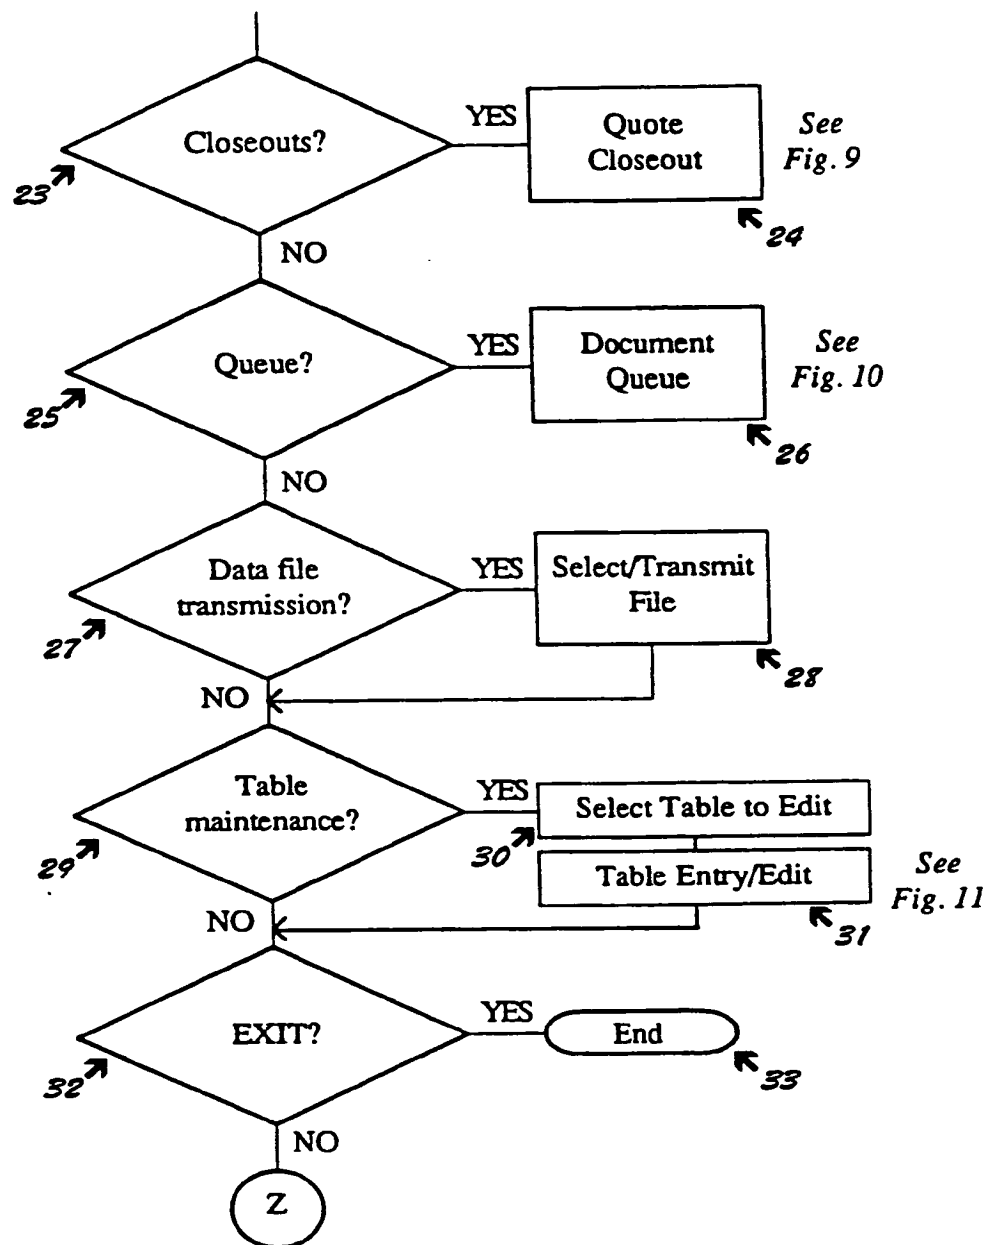 Closeouts?
YES
Quote
Closeout
See
Fig. 9
23
24
NO
Queue?
YES
Document
Queue
See
Fig. 10
25
26
NO
Data file
transmission?
YES
Select/Transmit
File
27
28
NO
Table
maintenance?
YES
Select Table to Edit
29
30
Table Entry/Edit
See
Fig. 11
31
NO
EXIT?
YES
End
32
33
NO
Z